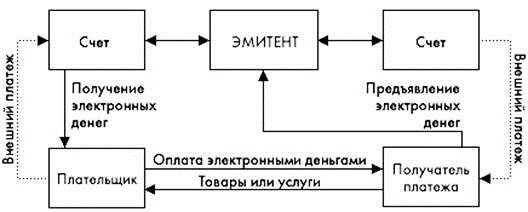 Счет
ЭМИТЕНТ
Счет
Внешний платеж
Получение
электронных
денег
Предъявление
электронных
денег
Внешний платеж
Плательщик
Оплата электронными деньгами
Товары или услуги
Получатель
платежа